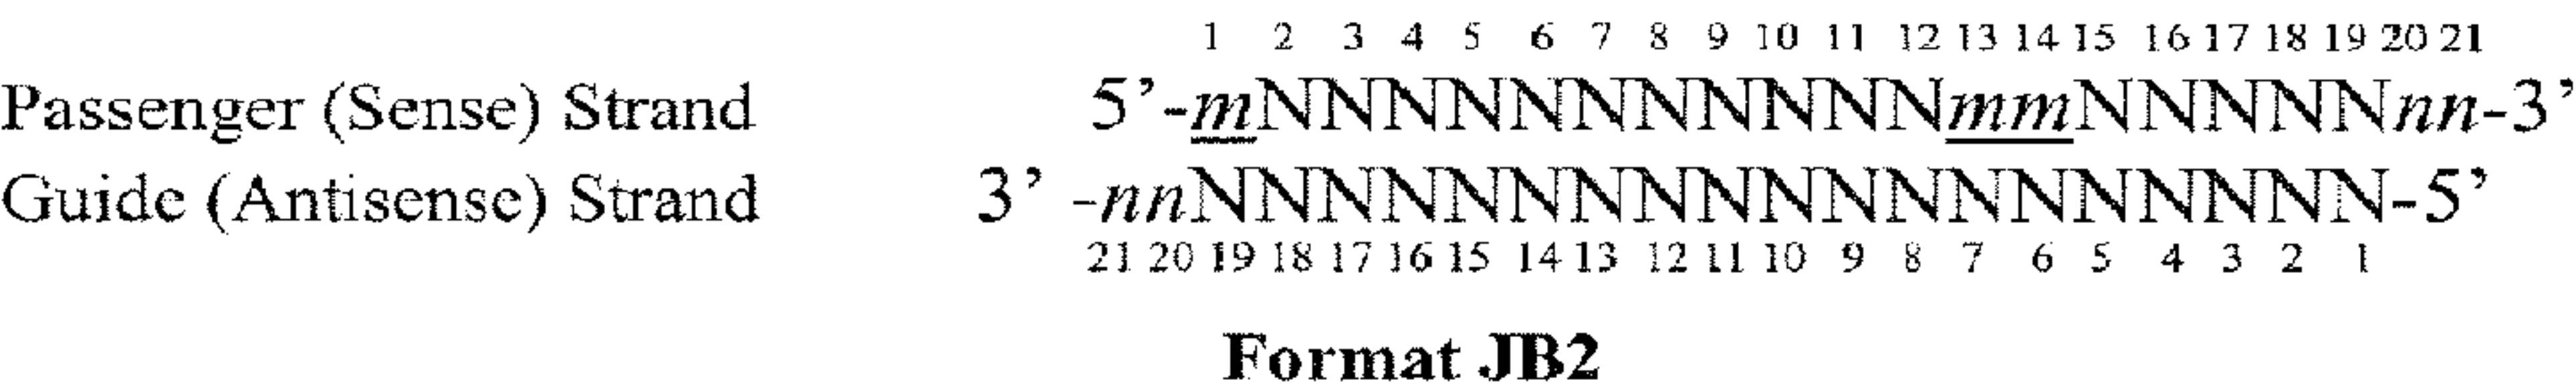 1 2 3 4 5 6 7 8 9 10 11 12 13 14 15 16 17 18 19 20 21
Passenger (Sense) Strand 5’-mNNNNNNNNNNNmmNNNNNnn-3’
Guide (Antisense) Strand 3’ -nnNNNNNNNNNNNNNNNNNNN-5’
21 20 19 18 17 16 15 14 13 12 11 10 9 8 7 6 5 4 3 2 1
Format JB2